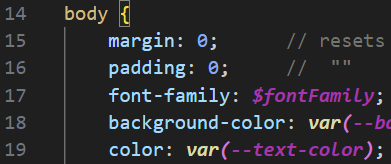 14 body {
15 margin: 0; // resets
16 padding: 0; // ""
17 font-family: $fontFamily;
18 background-color: var(--b
19 color: var(--text-color);